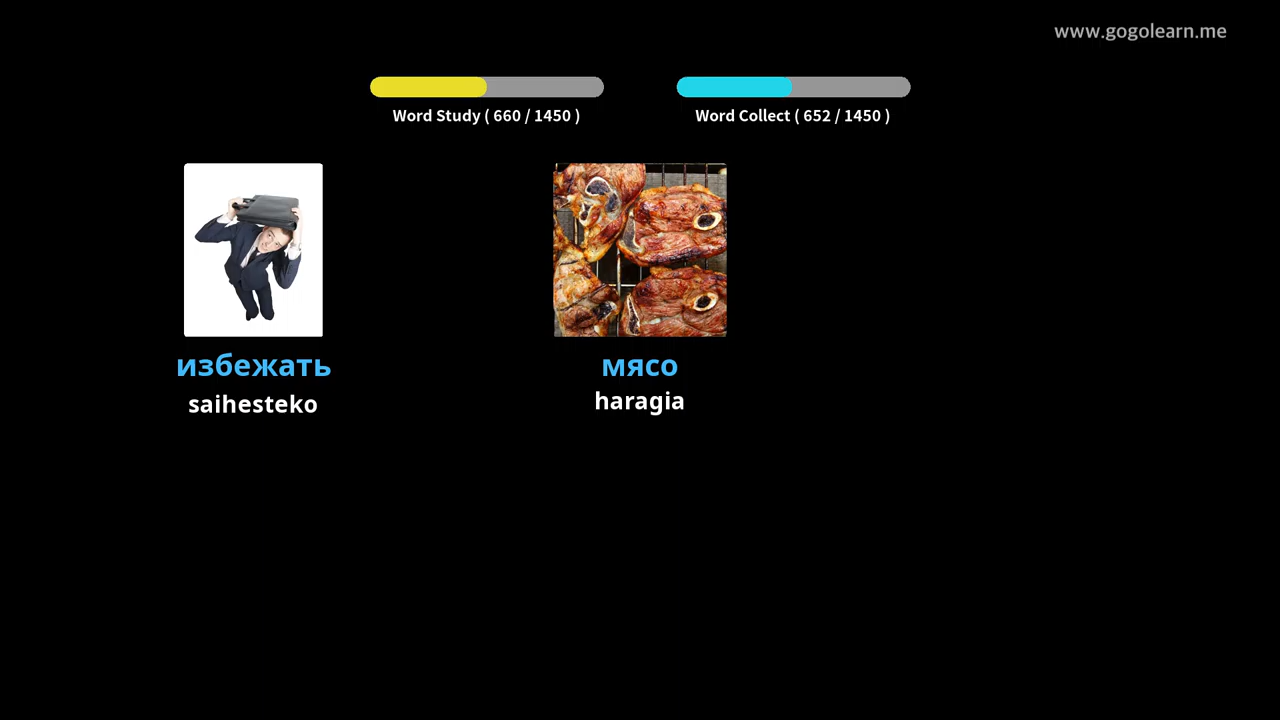 www.gogolearn.me
Word Study ( 660 / 1450 )
Word Collect ( 652 / 1450 )
избежать
saihesteko
мясо
haragia